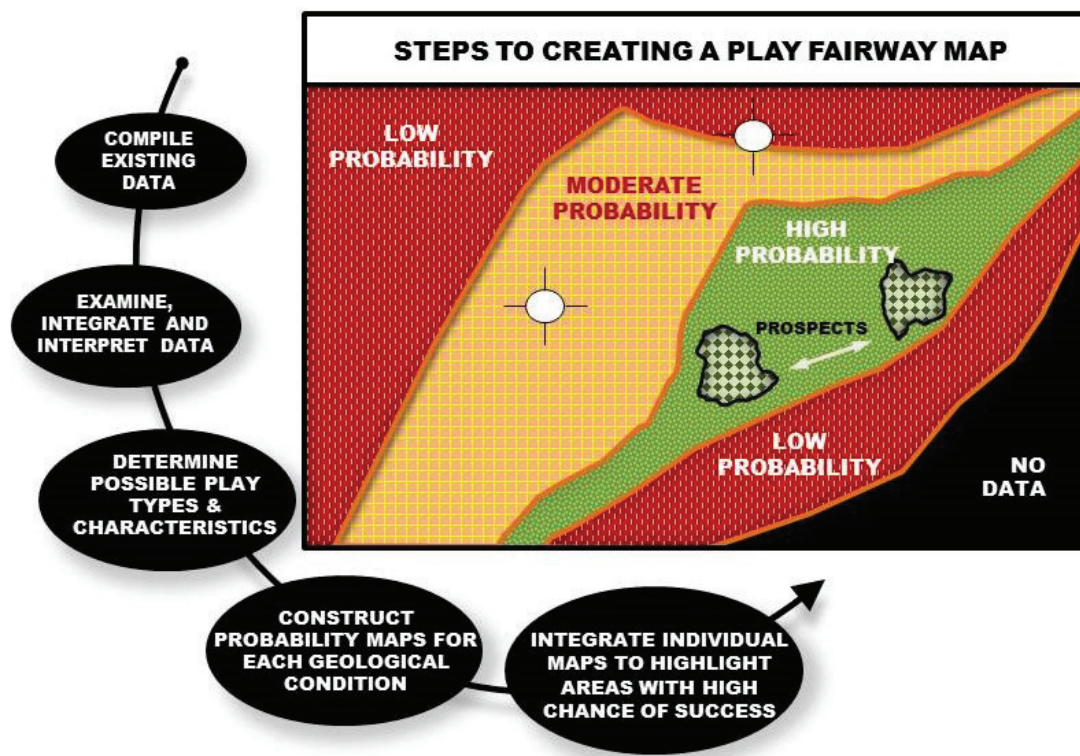 STEPS TO CREATING A PLAY FAIRWAY MAP
COMPILE
EXISTING
DATA
EXAMINE,
INTEGRATE AND
INTERPRET DATA
DETERMINE
POSSIBLE PLAY
TYPES &
CHARACTERISTICS
CONSTRUCT
PROBABILITY MAPS FOR
EACH GEOLOGICAL
CONDITION
INTEGRATE INDIVIDUAL
MAPS TO HIGHLIGHT
AREAS WITH HIGH
CHANCE OF SUCCESS
LOW
PROBABILITY
MODERATE
PROBABILITY
HIGH
PROBABILITY
PROSPECTS
LOW
PROBABILITY
NO
DATA